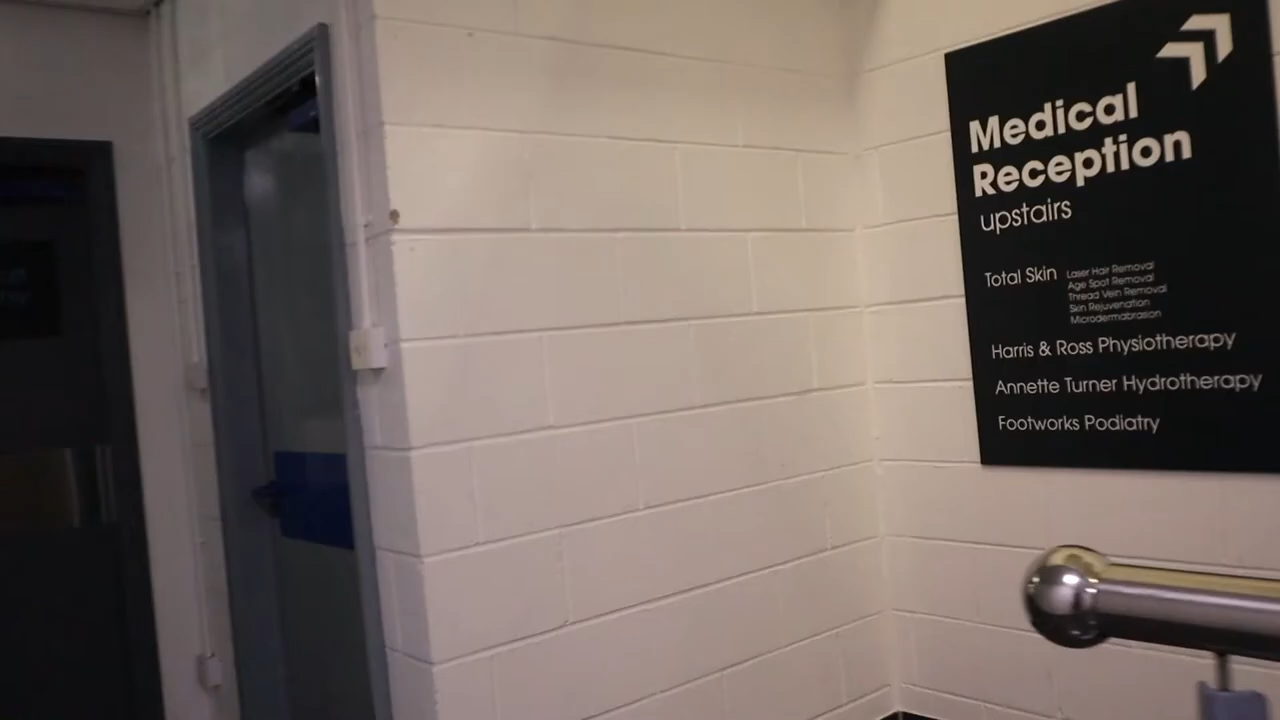 Medical
Reception
upstairs
Total Skin
Laser Hair Removal
Age Spot Removal
Thread Vein Removal
Skin Rejuvenation
Microdermabrasion
Harris & Ross Physiotherapy
Annette Turner Hydrotherapy
Footworks Podiatry